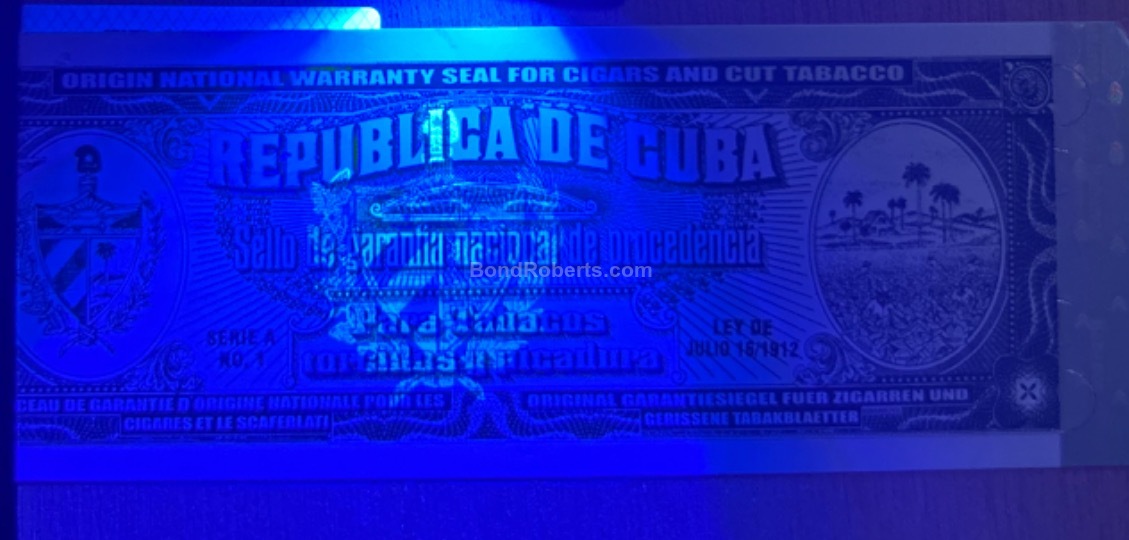 ORIGIN NATIONAL WARRANTY SEAL FOR CIGARS AND CUT TABACCO
REPUBLICA DE CUBA
Sello de garantia nacional de procedencia
BondRoberts.com
Para tabacos
torcidos y picadura
SERIE A
NO. 1
LEY DE
JULIO 16/1912
CEAU DE GARANTIE D'ORIGINE NATIONALE POUR LES
CIGARES ET LE SCAFERLATI
ORIGINAL GARANTIESIEGEL FUER ZIGARREN UND
GERISSENE TABAKBLAETTER